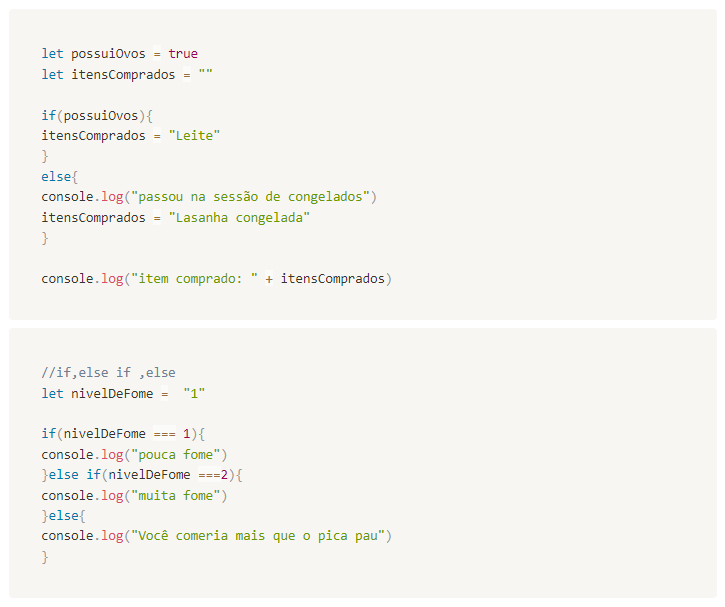 let possuiOvos = true
let itensComprados = ""
if(possuiOvos){
itensComprados = "Leite"
}
else{
console.log("passou na sessão de congelados")
itensComprados = "Lasanha congelada"
}
console.log("item comprado: " + itensComprados)
//if,else if ,else
let nivelDeFome =  "1"
if(nivelDeFome === 1){
console.log("pouca fome")
}else if(nivelDeFome ===2){
console.log("muita fome")
}else{
console.log("Você comeria mais que o pica pau")
}